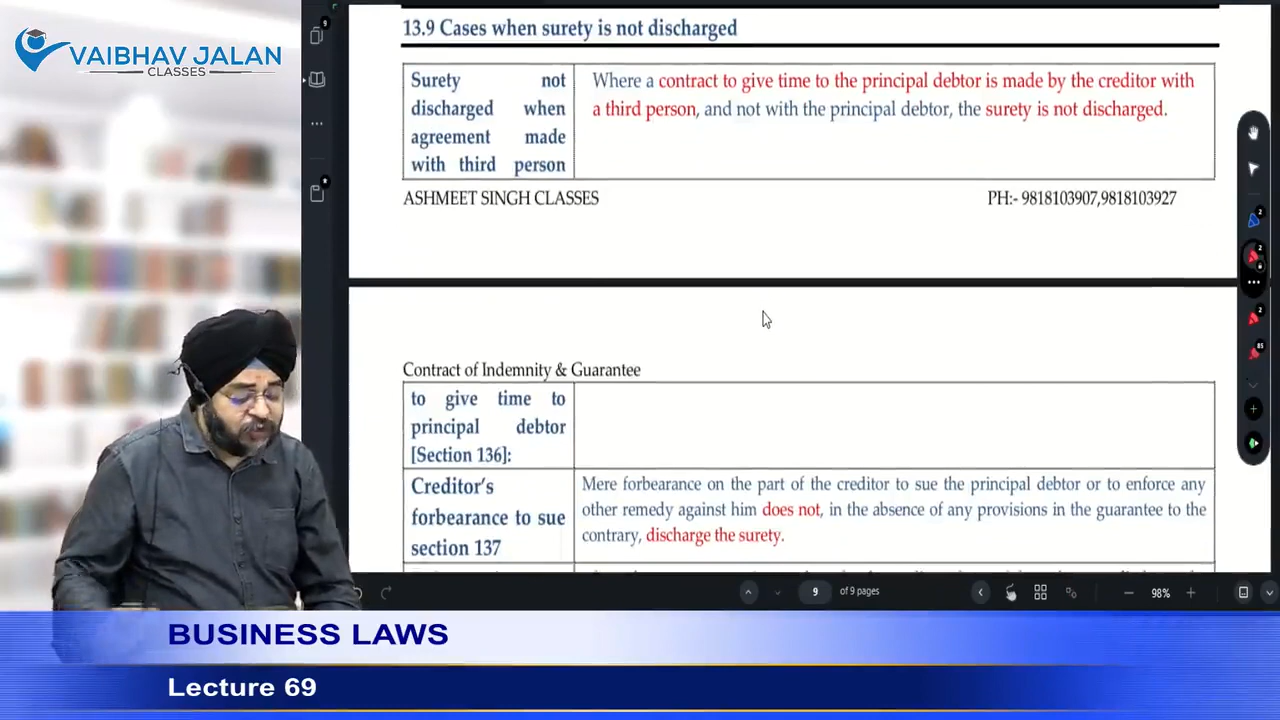 VAIBHAV JALAN
CLASSES
13.9 Cases when surety is not discharged
Surety not
discharged when
agreement made
with third person
Where a contract to give time to the principal debtor is made by the creditor with
a third person, and not with the principal debtor, the surety is not discharged.
ASHMEET SINGH CLASSES
PH:- 9818103907,9818103927
Contract of Indemnity & Guarantee
to give time to
principal debtor
[Section 136]:
Creditor's
forbearance to sue
section 137
Mere forbearance on the part of the creditor to sue the principal debtor or to enforce any
other remedy against him does not, in the absence of any provisions in the guarantee to the
contrary, discharge the surety.
9
of 9 pages
98%
9
2
2
2
85
BUSINESS LAWS
Lecture 69